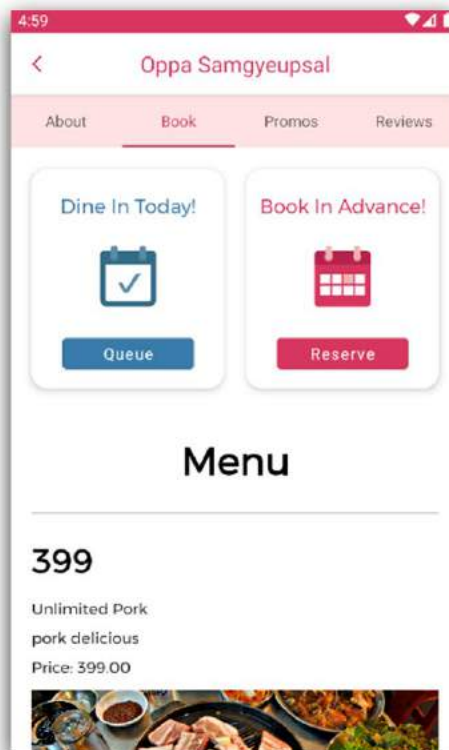 4:59
Oppa Samgyeupsal
About Book Promos Reviews
Dine In Today!
Queue
Book In Advance!
Reserve
Menu
399
Unlimited Pork
pork delicious
Price: 399.00